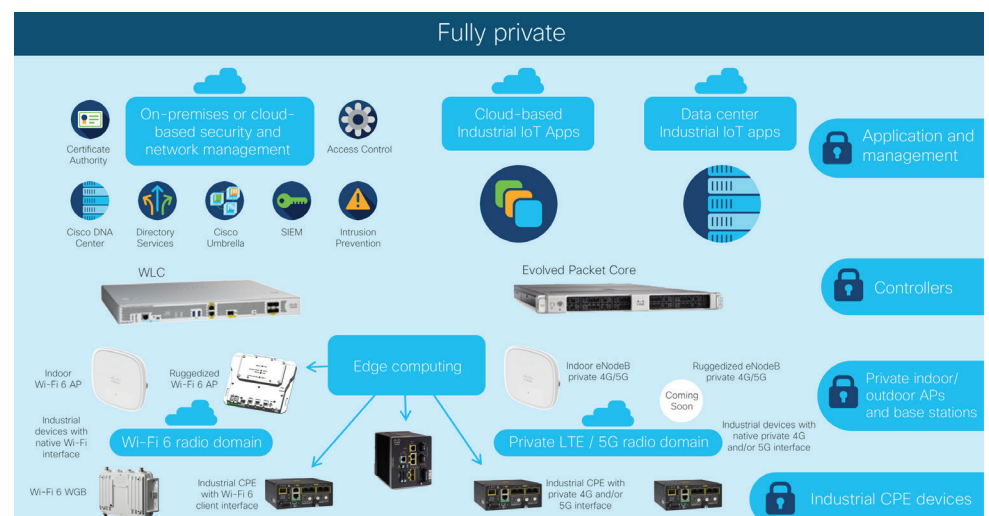 Fully private
On-premises or cloud-
based security and
network management
Certificate
Authority
Access Control
Cloud-based
Industrial IoT Apps
Data center
Industrial IoT apps
Application and
management
Cisco DNA
Center
Directory
Services
Cisco
Umbrella
SIEM
Intrusion
Prevention
WLC
Evolved Packet Core
Controllers
Indoor
Wi-Fi 6 AP
Ruggedized
Wi-Fi 6 AP
Edge computing
Indoor eNodeB
private 4G/5G
Ruggedized eNodeB
private 4G/5G
Coming
Soon
Private indoor/
outdoor APs
and base stations
Industrial
devices with
native Wi-Fi
interface
Wi-Fi 6 radio domain
Private LTE / 5G radio domain
Industrial devices with
native private 4G
and/or 5G interface
Wi-Fi 6 WGB
Industrial CPE
with Wi-Fi 6
client interface
Industrial CPE with
private 4G and/or
5G interface
Industrial CPE devices